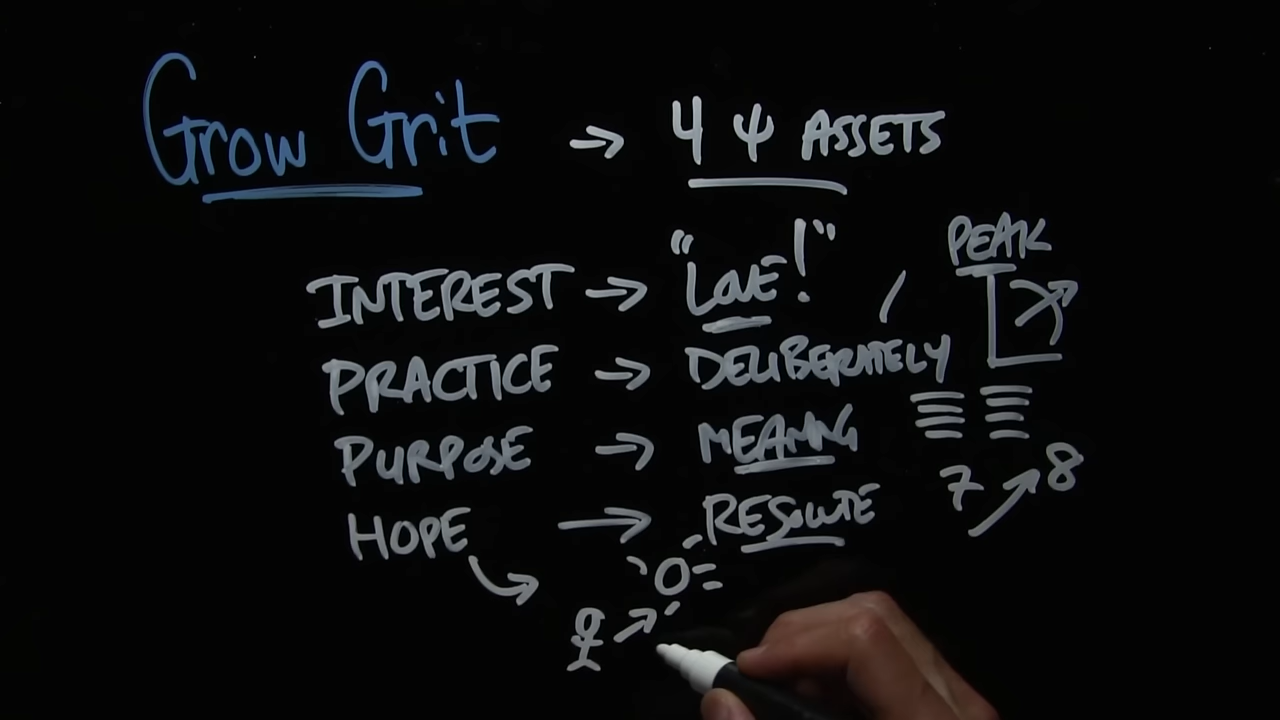 Grow Grit → 4 ψ ASSETS
INTEREST → "LOVE!"
PEAK
PRACTICE → DELIBERATELY
PURPOSE → MEANING
7 8
HOPE → RESOLUTE